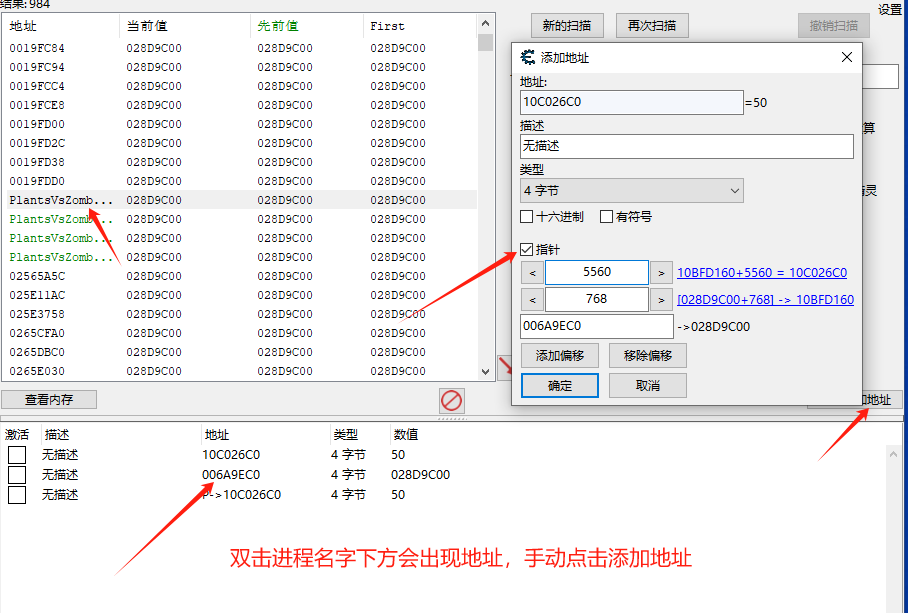 结果: 984
设置
新的扫描
再次扫描
撤销扫描
地址 当前值 先前值 First
0019FC84 028D9C00 028D9C00 028D9C00
0019FC94 028D9C00 028D9C00 028D9C00
0019FCC4 028D9C00 028D9C00 028D9C00
0019FCE8 028D9C00 028D9C00 028D9C00
0019FD00 028D9C00 028D9C00 028D9C00
0019FD2C 028D9C00 028D9C00 028D9C00
0019FD38 028D9C00 028D9C00 028D9C00
0019FDD0 028D9C00 028D9C00 028D9C00
PlantsVsZomb... 028D9C00 028D9C00 028D9C00
PlantsVsZomb... 028D9C00 028D9C00 028D9C00
PlantsVsZomb... 028D9C00 028D9C00 028D9C00
PlantsVsZomb... 028D9C00 028D9C00 028D9C00
02565A5C 028D9C00 028D9C00 028D9C00
025E11AC 028D9C00 028D9C00 028D9C00
025E3758 028D9C00 028D9C00 028D9C00
0265CFA0 028D9C00 028D9C00 028D9C00
0265DBC0 028D9C00 028D9C00 028D9C00
0265E030 028D9C00 028D9C00 028D9C00
添加地址
地址:
10C026C0 =50
描述
无描述
类型
4 字节
十六进制 有符号
指针
< 5560 > 10BFD160+5560 = 10C026C0
< 768 > [028D9C00+768] -> 10BFD160
006A9EC0 ->028D9C00
添加偏移 移除偏移
确定 取消
算
灵
查看内存
地址
激活 描述 地址 类型 数值
无描述 10C026C0 4 字节 50
无描述 006A9EC0 4 字节 028D9C00
无描述 P->10C026C0 4 字节 50
双击进程名字下方会出现地址，手动点击添加地址